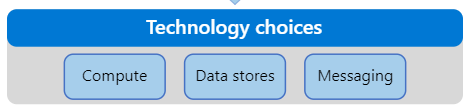 Technology choices
Compute
Data stores
Messaging